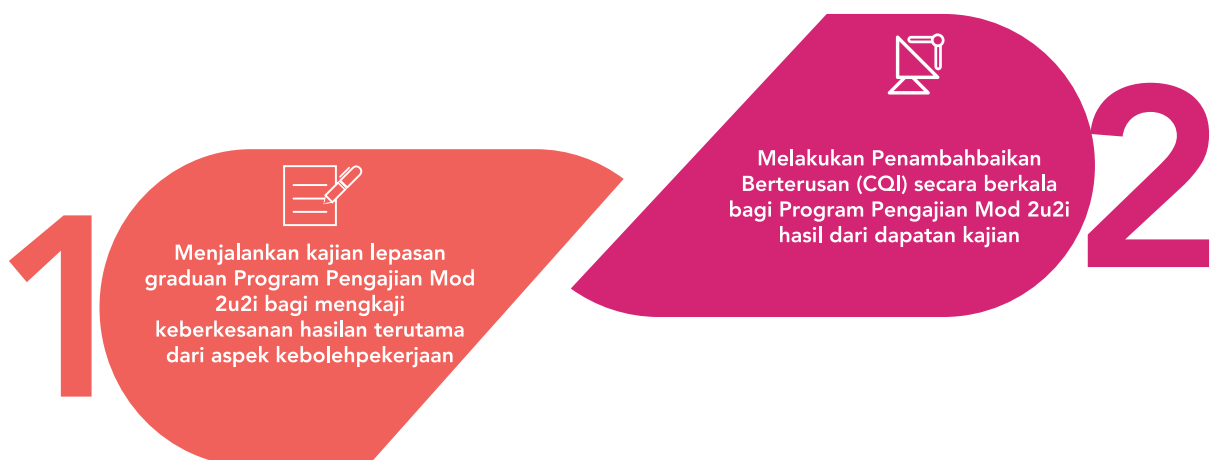 1
Menjalankan kajian lepasan
graduan Program Pengajian Mod
2u2i bagi mengkaji
keberkesanan hasilan terutama
dari aspek kebolehpekerjaan
2
Melakukan Penambahbaikan
Berterusan (CQI) secara berkala
bagi Program Pengajian Mod 2u2i
hasil dari dapatan kajian